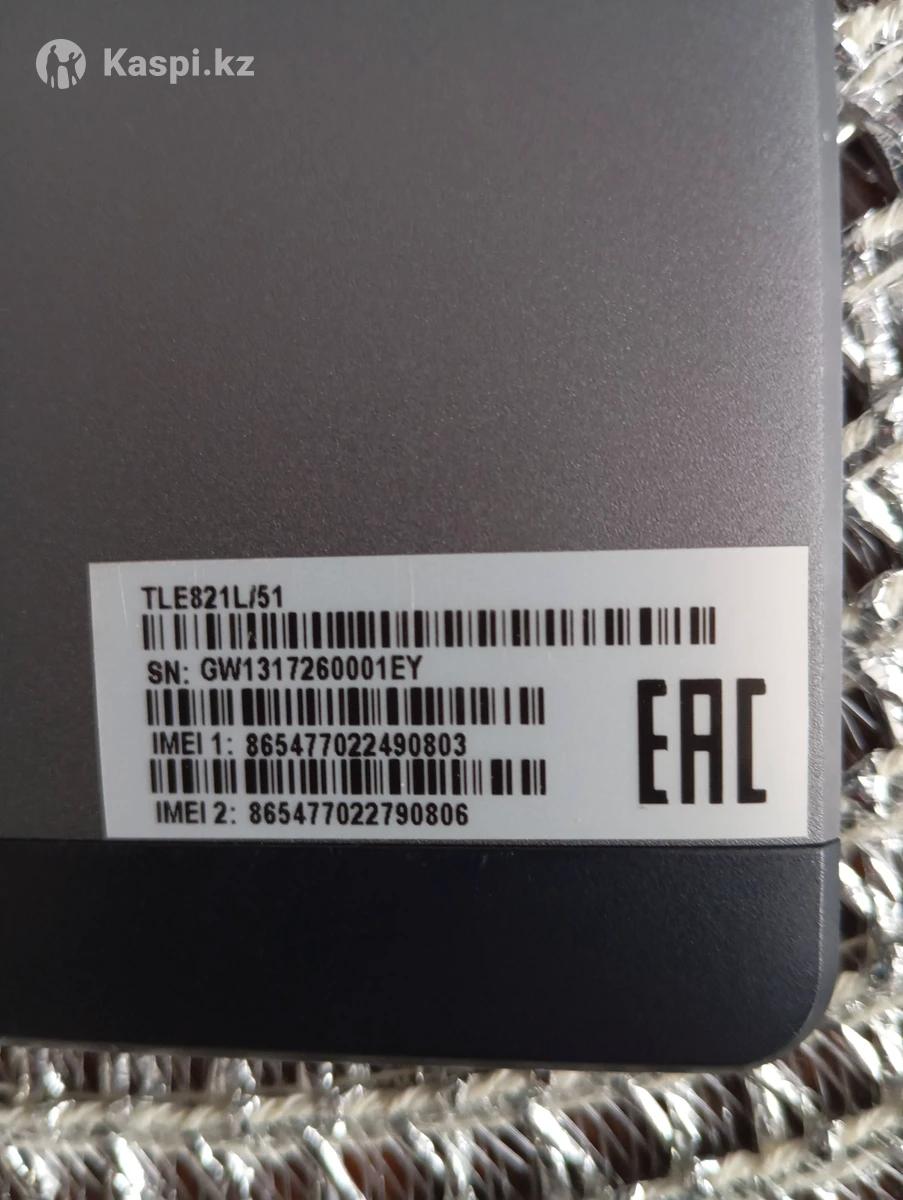 Kaspi.kz
TLE821L/51
SN: GW1317260001EY
IMEI 1: 865477022490803
IMEI 2: 865477022790806
EAC